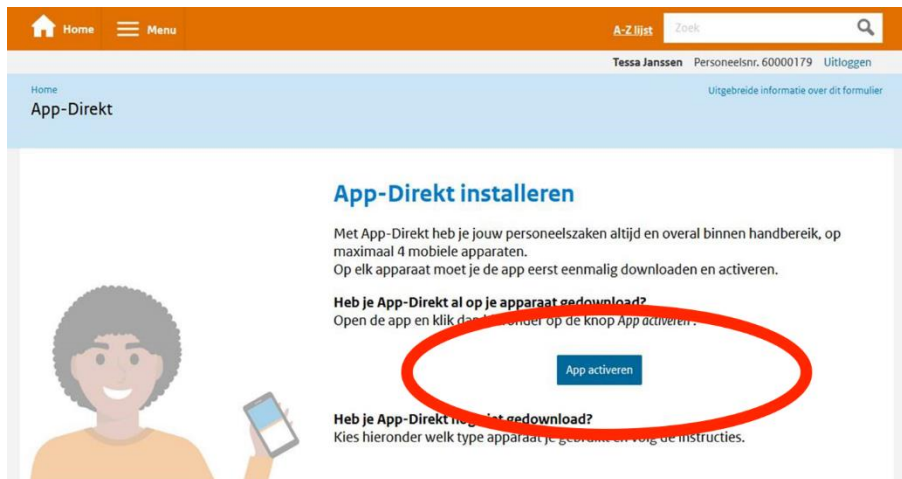 Home Menu A-Z lijst Zoek
Tessa Janssen Personeelsnr. 60000179 Uitloggen
Home Uitgebreide informatie over dit formulier
App-Direkt
App-Direkt installeren
Met App-Direkt heb je jouw personeelszaken altijd en overal binnen handbereik, op
maximaal 4 mobiele apparaten.
Op elk apparaat moet je de app eerst eenmalig downloaden en activeren.
Heb je App-Direkt al op je apparaat gedownload?
Open de app en klik dan hieronder op de knop App activeren .
App activeren
Heb je App-Direkt nog niet gedownload?
Kies hieronder welk type apparaat je gebruikt en volg de instructies.